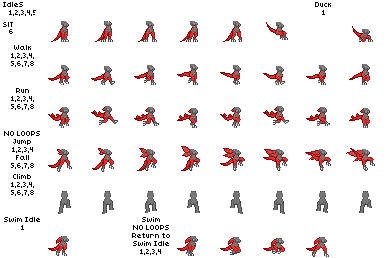 IdleS
1,2,3,4,5
Duck
1
SIT
6
Walk
1,2,3,4,
5,6,7,8
Run
1,2,3,4,
5,6,7,8
NO LOOPS
Jump
1,2,3,4
Fall
5,6,7,8
Climb
1,2,3,4,
5,6,7,8
Swim Idle
1
Swim
NO LOOPS
Return to
Swim Idle
1,2,3,4